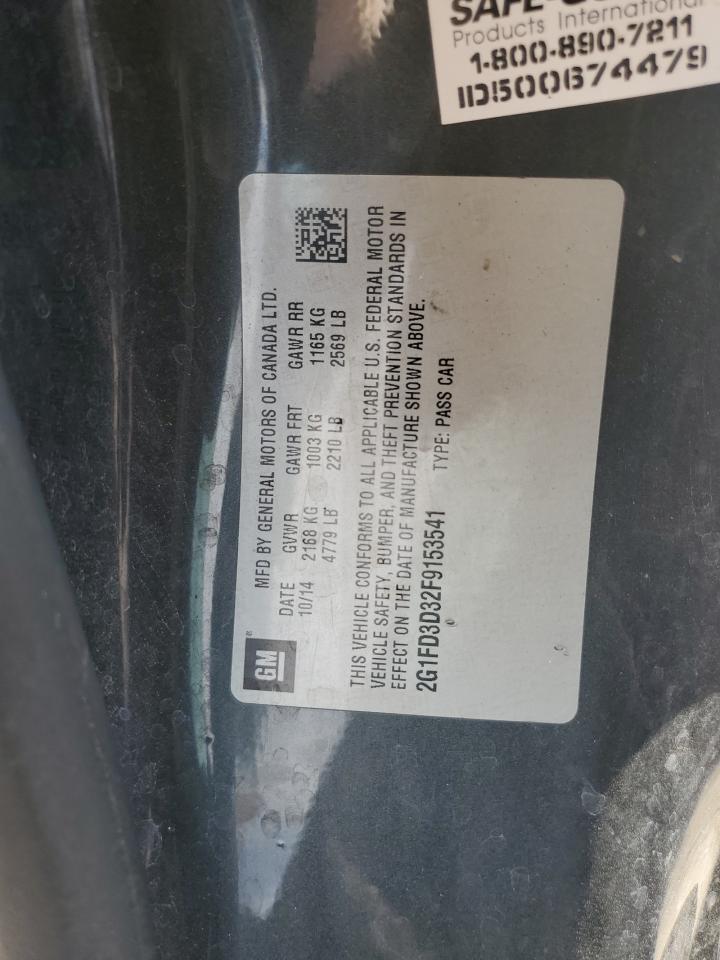 SAFE-
Products International
1-800-890-7211
ID500674479
GM
MFD BY GENERAL MOTORS OF CANADA LTD.
DATE GVWR GAWR FRT GAWR RR
10/14 2168 KG 1003 KG 1165 KG
4779 LB 2210 LB 2569 LB
THIS VEHICLE CONFORMS TO ALL APPLICABLE U.S. FEDERAL MOTOR
VEHICLE SAFETY, BUMPER, AND THEFT PREVENTION STANDARDS IN
EFFECT ON THE DATE OF MANUFACTURE SHOWN ABOVE.
2G1FD3D32F9153541 TYPE: PASS CAR